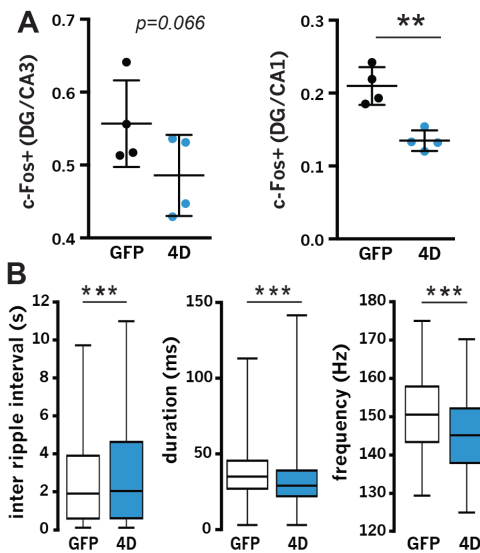 A
c-Fos+ (DG/CA3)
0.7
0.6
0.5
0.4
p=0.066
GFP 4D
c-Fos+ (DG/CA1)
0.3
0.2
0.1
0.0
**
GFP 4D
B
inter ripple interval (s)
12
10
8
6
4
2
0
***
GFP 4D
duration (ms)
150
100
50
0
***
GFP 4D
frequency (Hz)
180
170
160
150
140
130
120
***
GFP 4D